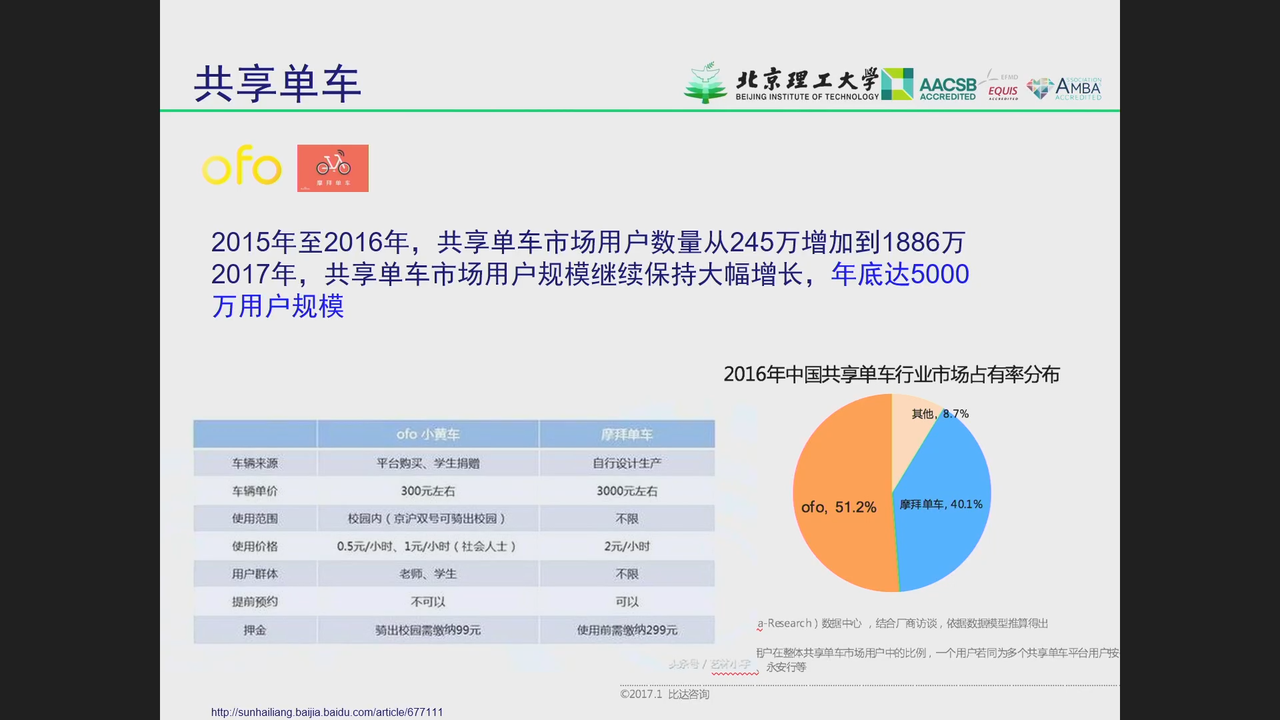 共享单车
北京理工大学
BEIJING INSTITUTE OF TECHNOLOGY
AACSB
ACCREDITED
EFMD
EQUIS
ACCREDITED
ASSOCIATION
AMBA
ACCREDITED
ofo
摩拜单车
2015年至2016年，共享单车市场用户数量从245万增加到1886万
2017年，共享单车市场用户规模继续保持大幅增长，年底达5000
万用户规模
2016年中国共享单车行业市场占有率分布
其他, 8.7%
ofo, 51.2%
摩拜单车, 40.1%
ofo 小黄车 摩拜单车
车辆来源 平台购买、学生捐赠 自行设计生产
车辆单价 300元左右 3000元左右
使用范围 校园内（京沪双号可骑出校园） 不限
使用价格 0.5元/小时、1元/小时（社会人士） 2元/小时
用户群体 老师、学生 不限
提前预约 不可以 可以
押金 骑出校园需缴纳99元 使用前需缴纳299元
a-Research）数据中心，结合厂商访谈，依据数据模型推算得出
用户在整体共享单车市场用户中的比例，一个用户若同为多个共享单车平台用户按
、永安行等
©2017.1 比达咨询
http://sunhailiang.baijia.baidu.com/article/677111